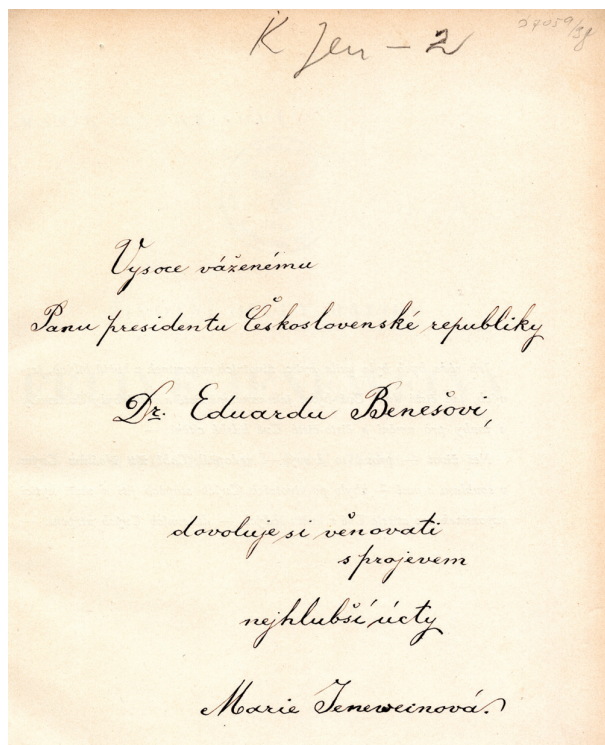 K Jen - 2
Vysoce váženému
Panu presidentu Československé republiky
Dr. Eduardu Benešovi,
dovoluje si věnovati
s projevem
nejhlubší úcty
Marie Jeneweinová.